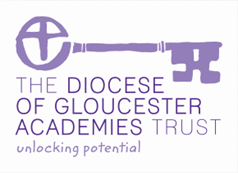 THE DIOCESE
OF GLOUCESTER
ACADEMIES TRUST
unlocking potential